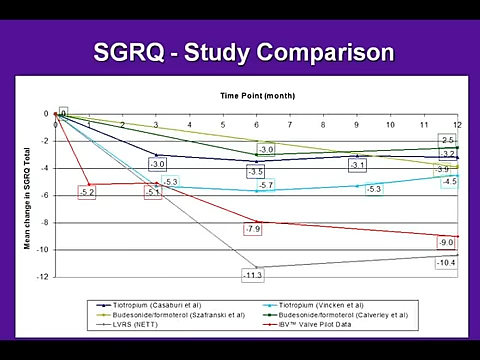 SGRQ - Study Comparison
Time Point (month)
0 1 2 3 4 5 6 7 8 9 10 11 12
0
-2
-4
-6
-8
-10
-12
Mean change in SGRQ Total
0
-3.0
-3.5
-3.1
-3.2
-5.3
-5.7
-5.3
-4.5
-3.9
-3.0
2.5
-11.3
-10.4
-5.2
-5.1
-7.9
-9.0
Tiotropium (Casaburi et al)
Tiotropium (Vincken et al)
Budesonide/formoterol (Szafranski et al)
Budesonide/formoterol (Calverley et al)
LVRS (NETT)
IBV™ Valve Pilot Data